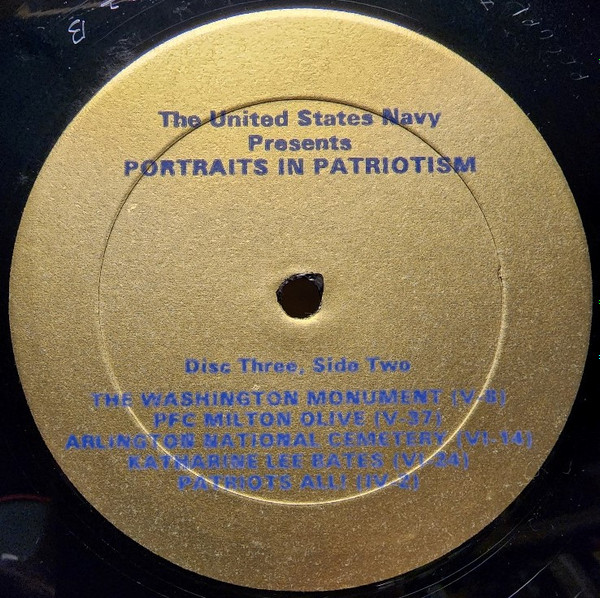 The United States Navy
Presents
PORTRAITS IN PATRIOTISM
Disc Three, Side Two
THE WASHINGTON MONUMENT (V-8)
PFC MILTON OLIVE (V-37)
ARLINGTON NATIONAL CEMETERY (VI-14)
KATHARINE LEE BATES (VI-24)
PATRIOTS ALL! (IV-2)
B